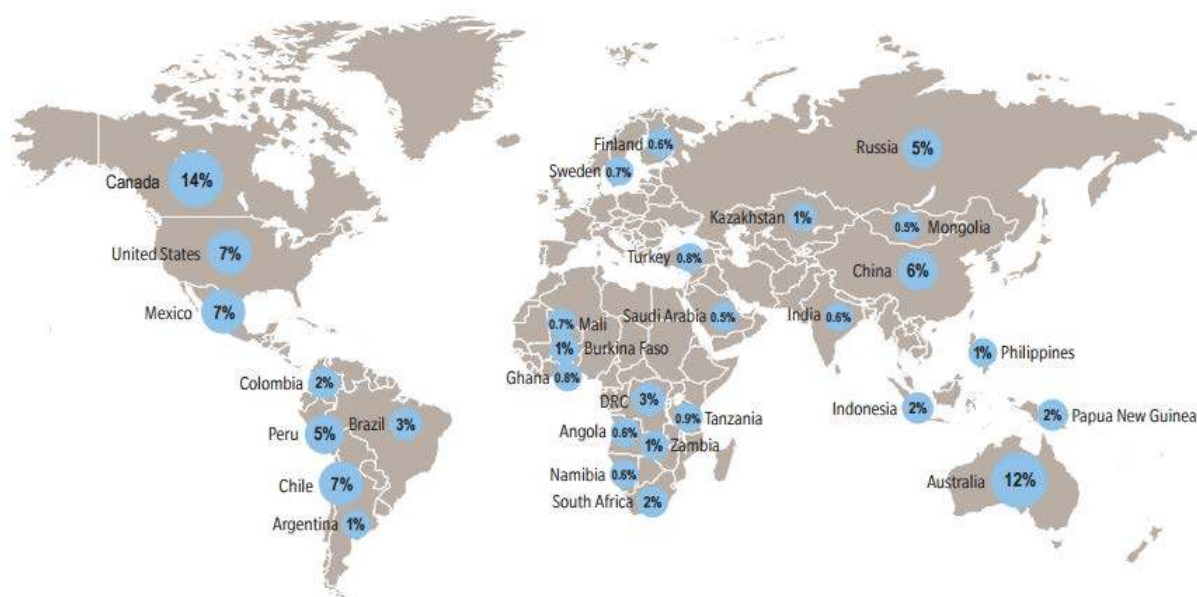 Finland 0.6%
Russia 5%
Sweden 0.7%
Canada 14%
Kazakhstan 1%
0.5% Mongolia
United States 7%
Turkey 0.8%
China 6%
Mexico 7%
0.7% Mali
Saudi Arabia 0.5%
India 0.6%
1% Burkina Faso
1% Philippines
Ghana 0.8%
Colombia 2%
DRC 3%
Indonesia 2%
0.9% Tanzania
2% Papua New Guinea
Brazil 3%
Peru 5%
Angola 0.6%
1% Zambia
Namibia 0.6%
Chile 7%
Australia 12%
South Africa 2%
Argentina 1%